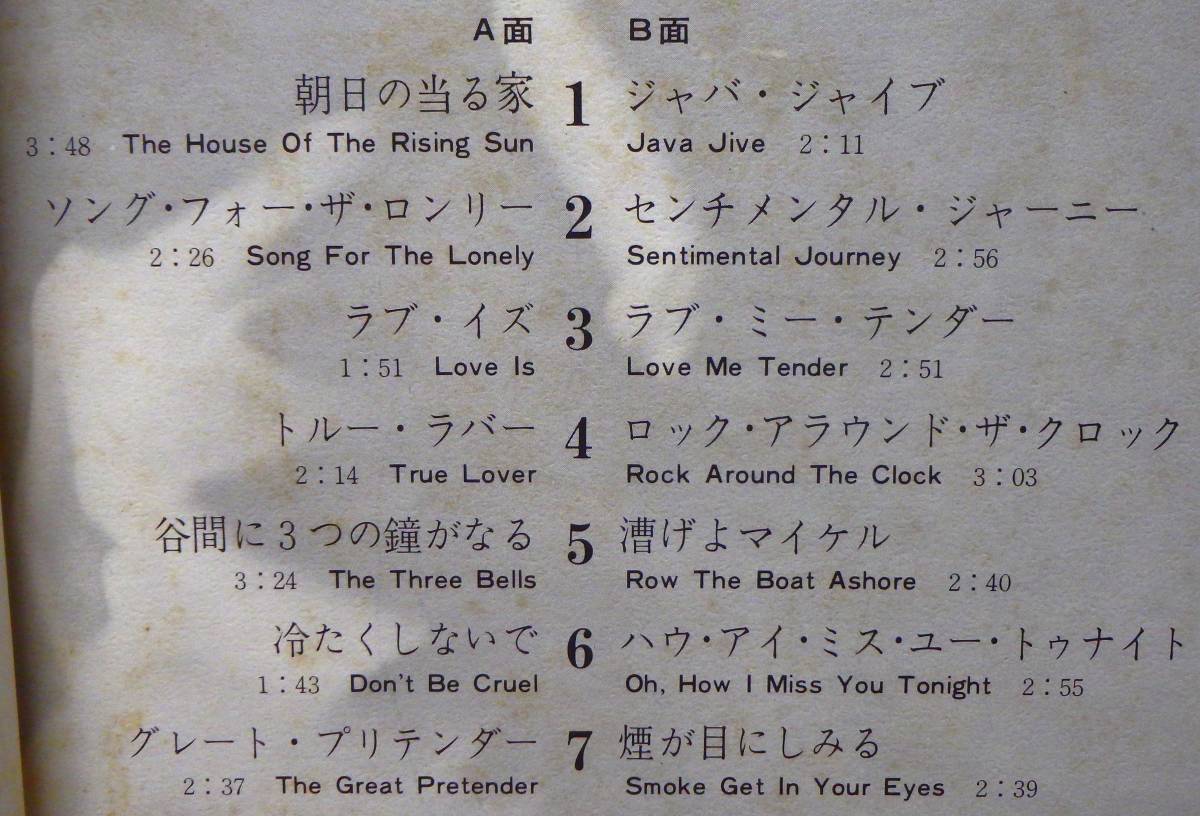 A面
朝日の当る家
3:48 The House Of The Rising Sun
ソング・フォー・ザ・ロンリー
2:26 Song For The Lonely
ラブ・イズ
1:51 Love Is
トルー・ラバー
2:14 True Lover
谷間に3つの鐘がなる
3:24 The Three Bells
冷たくしないで
1:43 Don't Be Cruel
グレート・プリテンダー
2:37 The Great Pretender
1
2
3
4
5
6
7
B面
ジャバ・ジャイブ
Java Jive 2:11
センチメンタル・ジャーニー
Sentimental Journey 2:56
ラブ・ミー・テンダー
Love Me Tender 2:51
ロック・アラウンド・ザ・クロック
Rock Around The Clock 3:03
漕げよマイケル
Row The Boat Ashore 2:40
ハウ・アイ・ミス・ユー・トゥナイト
Oh, How I Miss You Tonight 2:55
煙が目にしみる
Smoke Get In Your Eyes 2:39